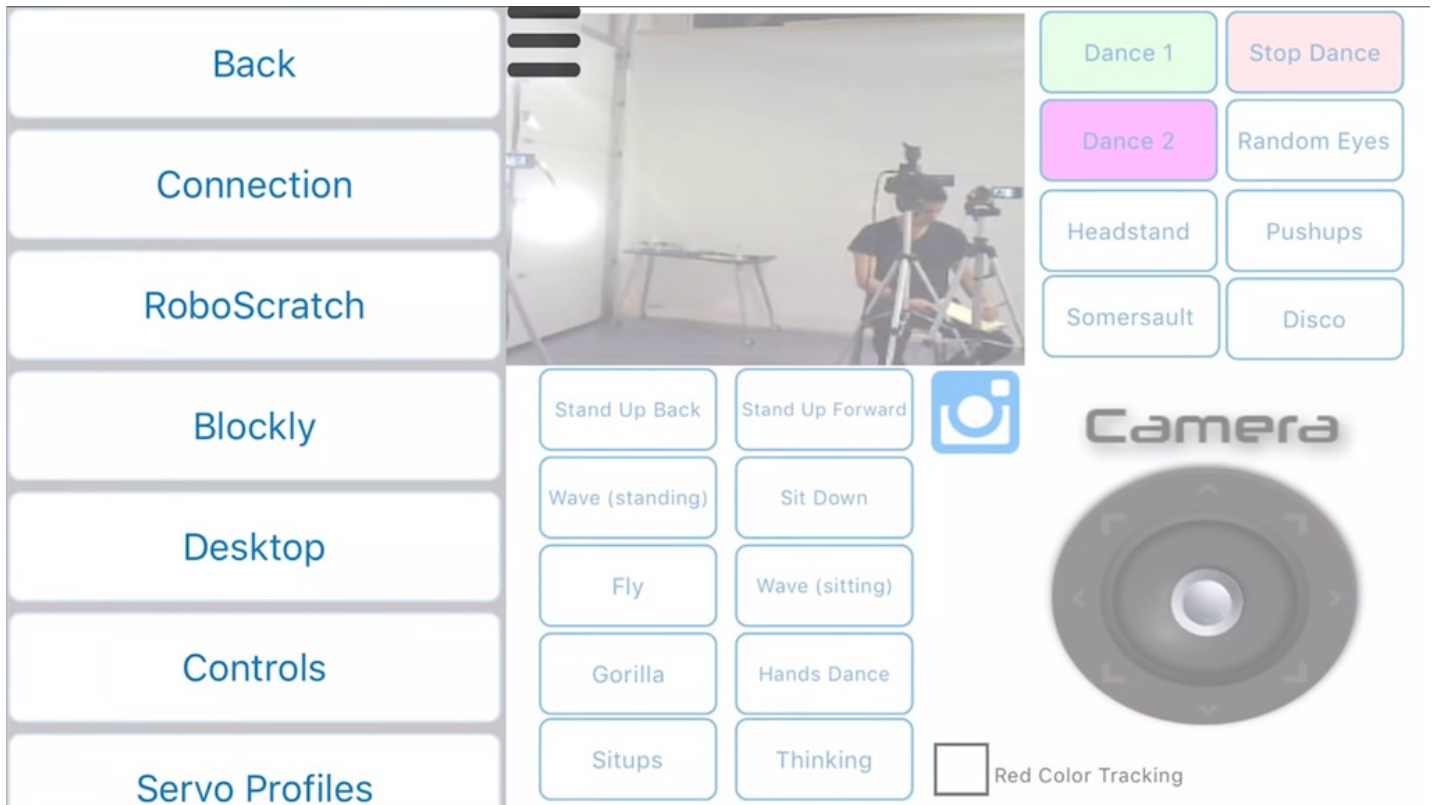 Back
Connection
RoboScratch
Blockly
Desktop
Controls
Servo Profiles
Dance 1
Stop Dance
Dance 2
Random Eyes
Headstand
Pushups
Somersault
Disco
Stand Up Back
Stand Up Forward
Wave (standing)
Sit Down
Fly
Wave (sitting)
Gorilla
Hands Dance
Situps
Thinking
Camera
Red Color Tracking